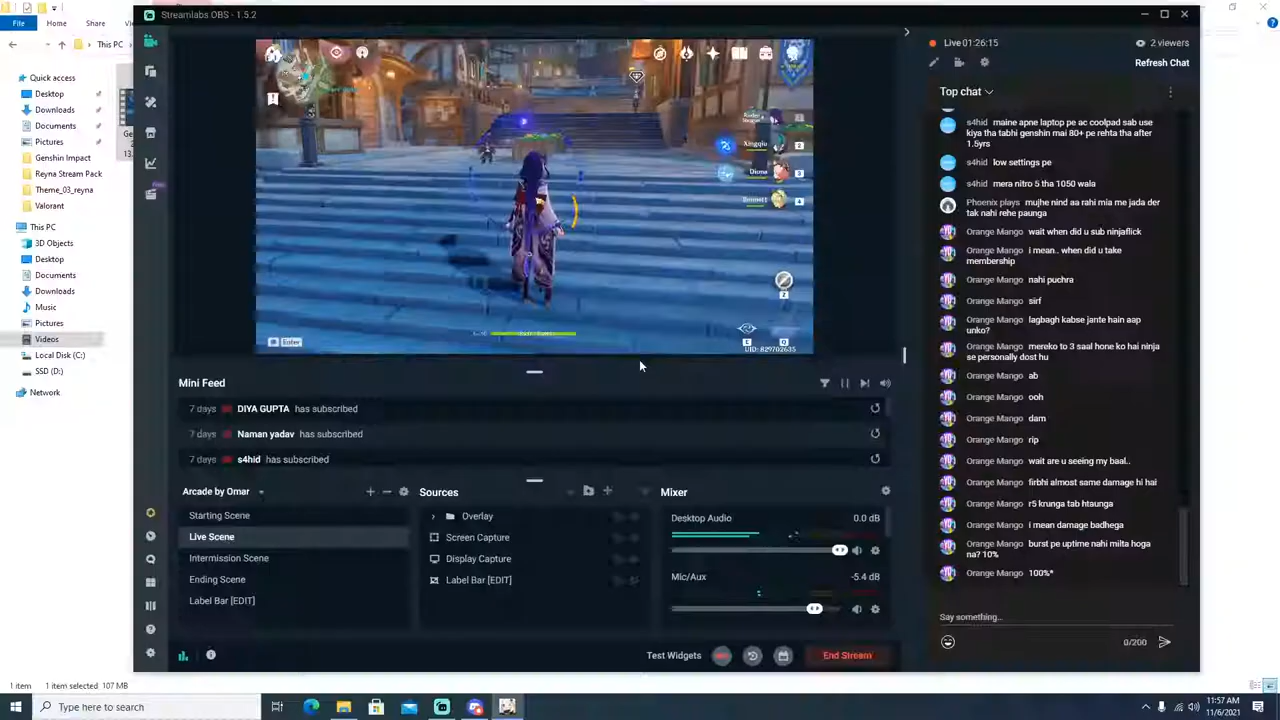 Streamlabs OBS - 1.5.2
File
Home
Share
This PC
Quick access
Desktop
Downloads
Documents
Pictures
Genshin Impact
Reyna Stream Pack
Theme_03_reyna
Valorant
This PC
3D Objects
Desktop
Documents
Downloads
Music
Pictures
Videos
Local Disk (C:)
SSD (D:)
Network
1 item
1 item selected 107 MB
Xingqiu
2
Diona
3
Bennett
4
Z
E
Q
Enter
UID: 829702635
Mini Feed
7 days DIYA GUPTA has subscribed
7 days Naman yadav has subscribed
7 days s4hid has subscribed
Arcade by Omar
Starting Scene
Live Scene
Intermission Scene
Ending Scene
Label Bar [EDIT]
Sources
Overlay
Screen Capture
Display Capture
Label Bar [EDIT]
Mixer
Desktop Audio 0.0 dB
Mic/Aux -5.4 dB
Test Widgets
End Stream
Live 01:26:15
2 viewers
Refresh Chat
Top chat
s4hid maine apne laptop pe ac coolpad sab use
kiya tha tabhi genshin mai 80+ pe rehta tha after
1.5yrs
s4hid low settings pe
s4hid mera nitro 5 tha 1050 wala
Phoenix plays mujhe nind aa rahi mia me jada der
tak nahi rehe paunga
Orange Mango wait when did u sub ninjaflick
Orange Mango i mean.. when did u take
membership
Orange Mango nahi puchra
Orange Mango sirf
Orange Mango lagbagh kabse jante hain aap
unko?
Orange Mango mereko to 3 saal hone ko hai ninja
se personally dost hu
Orange Mango ab
Orange Mango ooh
Orange Mango dam
Orange Mango rip
Orange Mango wait are u seeing my baal..
Orange Mango firbhi almost same damage hi hai
Orange Mango r5 krunga tab htaunga
Orange Mango i mean damage badhega
Orange Mango burst pe uptime nahi milta hoga
na? 10%
Orange Mango 100%*
Say something...
0/200
Type here to search
11:57 AM
11/6/2021